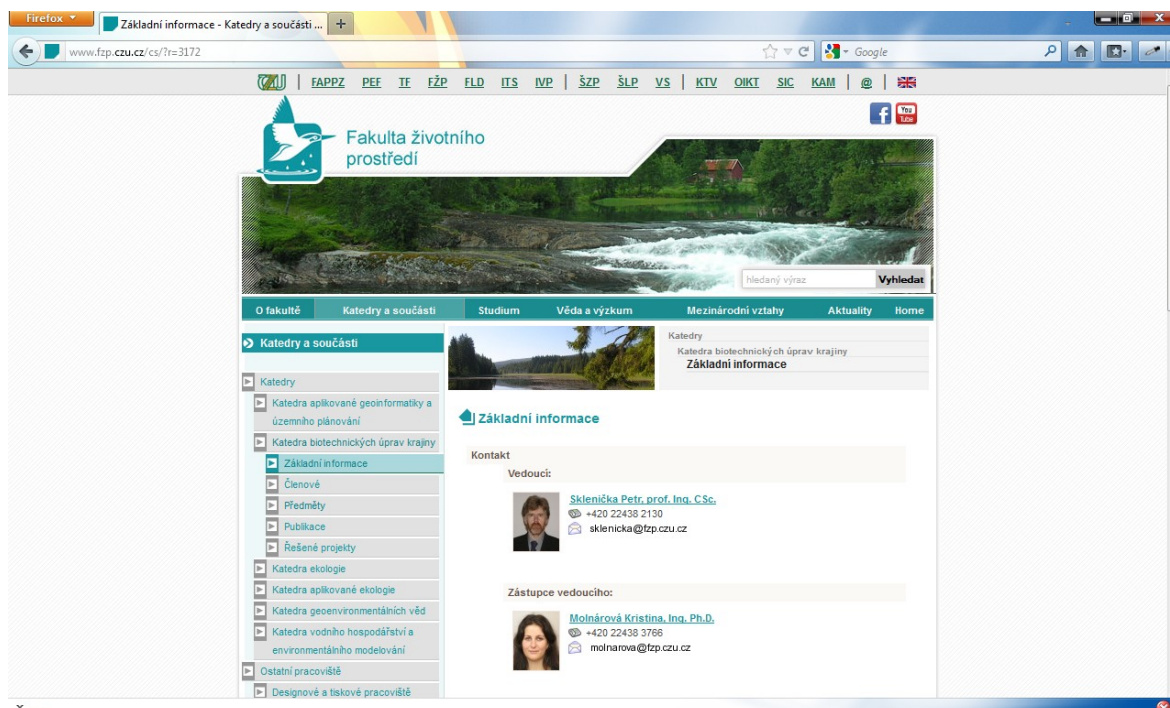 Firefox
Základní informace - Katedry a součásti ...
www.fzp.czu.cz/cs/?r=3172
Google
ČZU | FAPPZ PEF TF FŽP FLD ITS IVP | ŠZP ŠLP VS | KTV OIKT SIC KAM | @
You Tube
Fakulta životního
prostředí
hledaný výraz Vyhledat
O fakultě Katedry a součásti Studium Věda a výzkum Mezinárodní vztahy Aktuality Home
Katedry a součásti
Katedry
Katedra aplikované geoinformatiky a
územního plánování
Katedra biotechnických úprav krajiny
Základní informace
Členové
Předměty
Publikace
Řešené projekty
Katedra ekologie
Katedra aplikované ekologie
Katedra geoenvironmentálních věd
Katedra vodního hospodářství a
environmentálního modelování
Ostatní pracoviště
Designové a tiskové pracoviště
Katedry
Katedra biotechnických úprav krajiny
Základní informace
Základní informace
Kontakt
Vedoucí:
Sklenička Petr, prof. Ing. CSc.
+420 22438 2130
sklenicka@fzp.czu.cz
Zástupce vedoucího:
Molnárová Kristina, Ing. Ph.D.
+420 22438 3766
molnarova@fzp.czu.cz